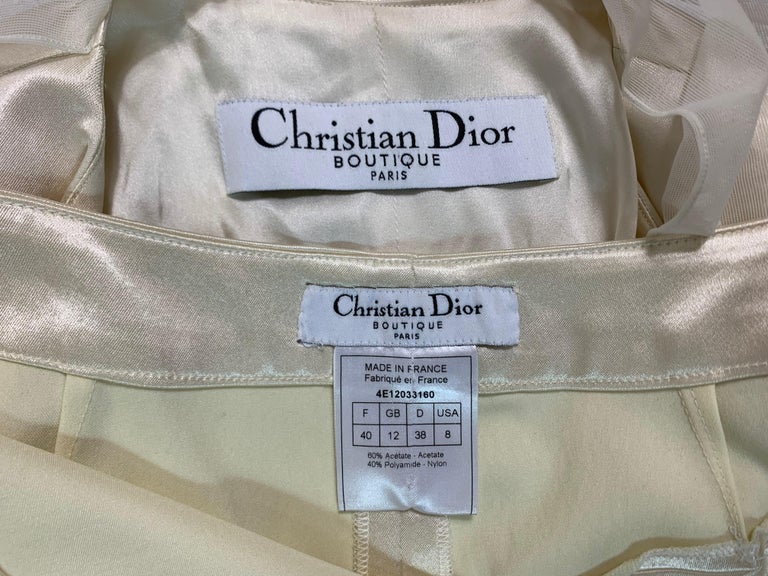 Christian Dior
BOUTIQUE
PARIS
Christian Dior
BOUTIQUE
PARIS
MADE IN FRANCE
Fabriqué en France
4E12033160
F GB D USA
40 12 38 8
60% Acétate - Acetate
40% Polyamide - Nylon